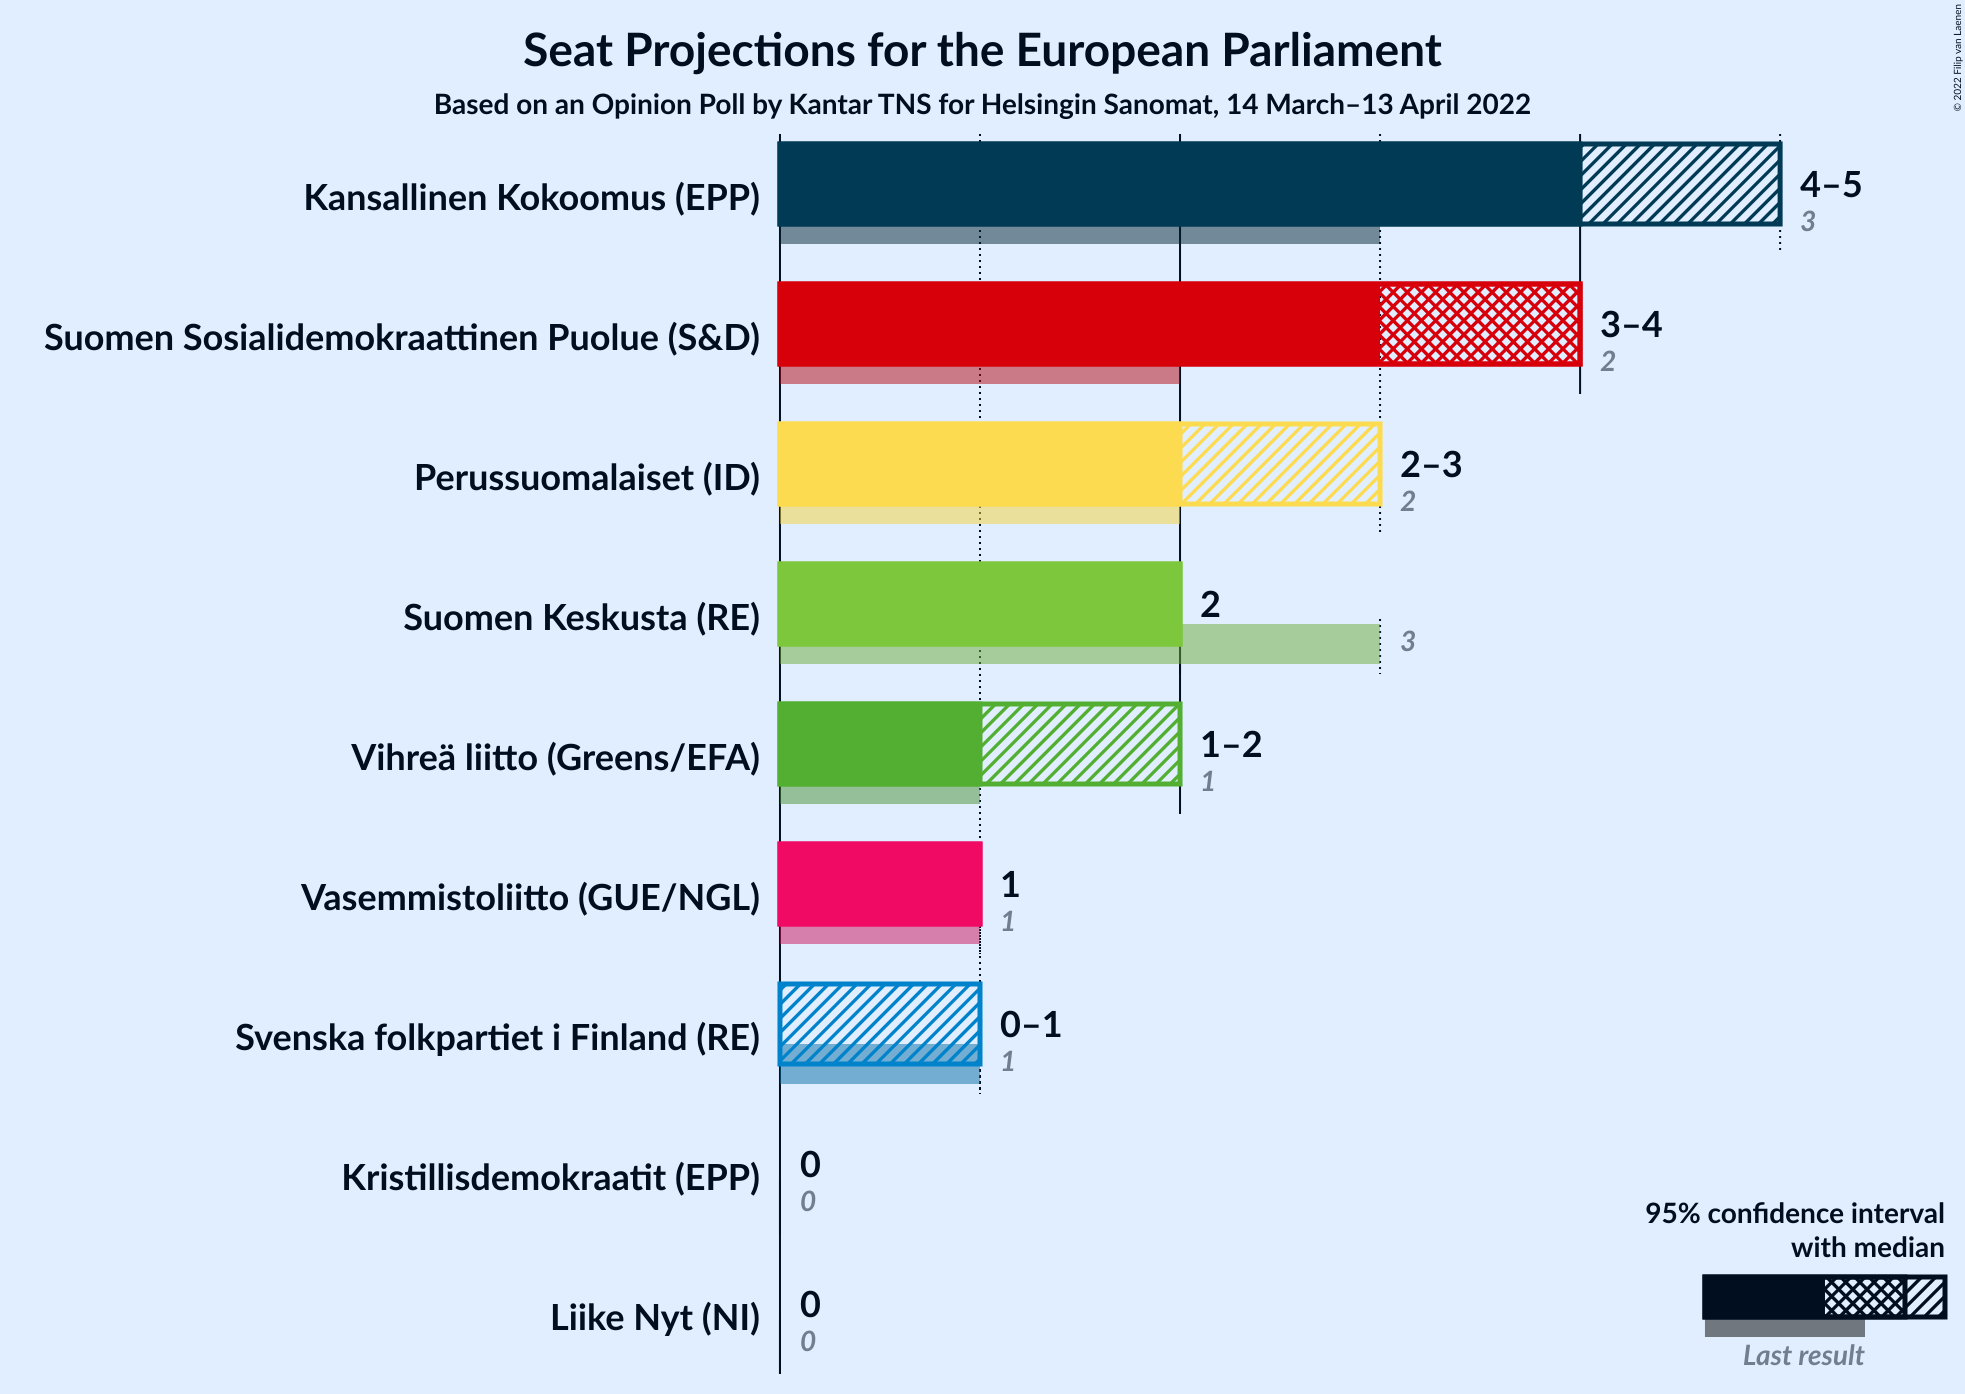 Seat Projections for the European Parliament
Based on an Opinion Poll by Kantar TNS for Helsingin Sanomat, 14 March–13 April 2022
© 2022 Filip van Laenen
Kansallinen Kokoomus (EPP)
4–5
3
Suomen Sosialidemokraattinen Puolue (S&D)
3–4
2
Perussuomalaiset (ID)
2–3
2
Suomen Keskusta (RE)
2
3
Vihreä liitto (Greens/EFA)
1–2
1
Vasemmistoliitto (GUE/NGL)
1
1
Svenska folkpartiet i Finland (RE)
0–1
1
Kristillisdemokraatit (EPP)
0
0
Liike Nyt (NI)
0
0
95% confidence interval
with median
Last result